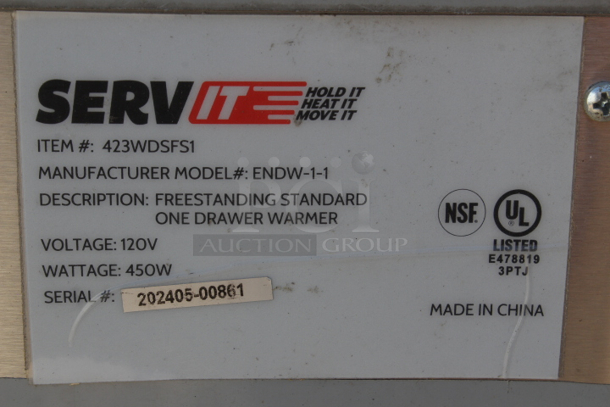 SERVIT HOLD IT
HEAT IT
MOVE IT
ITEM #: 423WDSFS1
MANUFACTURER MODEL#: ENDW-1-1
DESCRIPTION: FREESTANDING STANDARD
ONE DRAWER WARMER
VOLTAGE: 120V
WATTAGE: 450W
SERIAL #: 202405-00861
NSF
UL
LISTED
E478819
3PTJ
MADE IN CHINA
pci
AUCTION GROUP